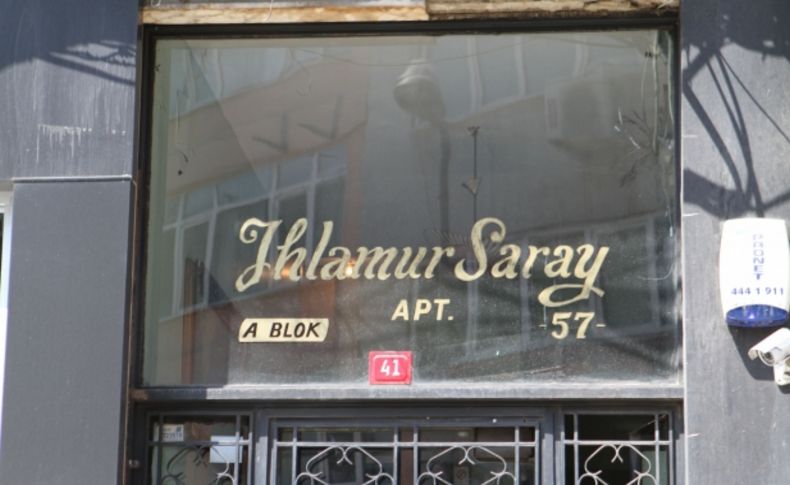 Ihlamur Saray
APT.
A BLOK
-57-
41
PRONET
444 1 911